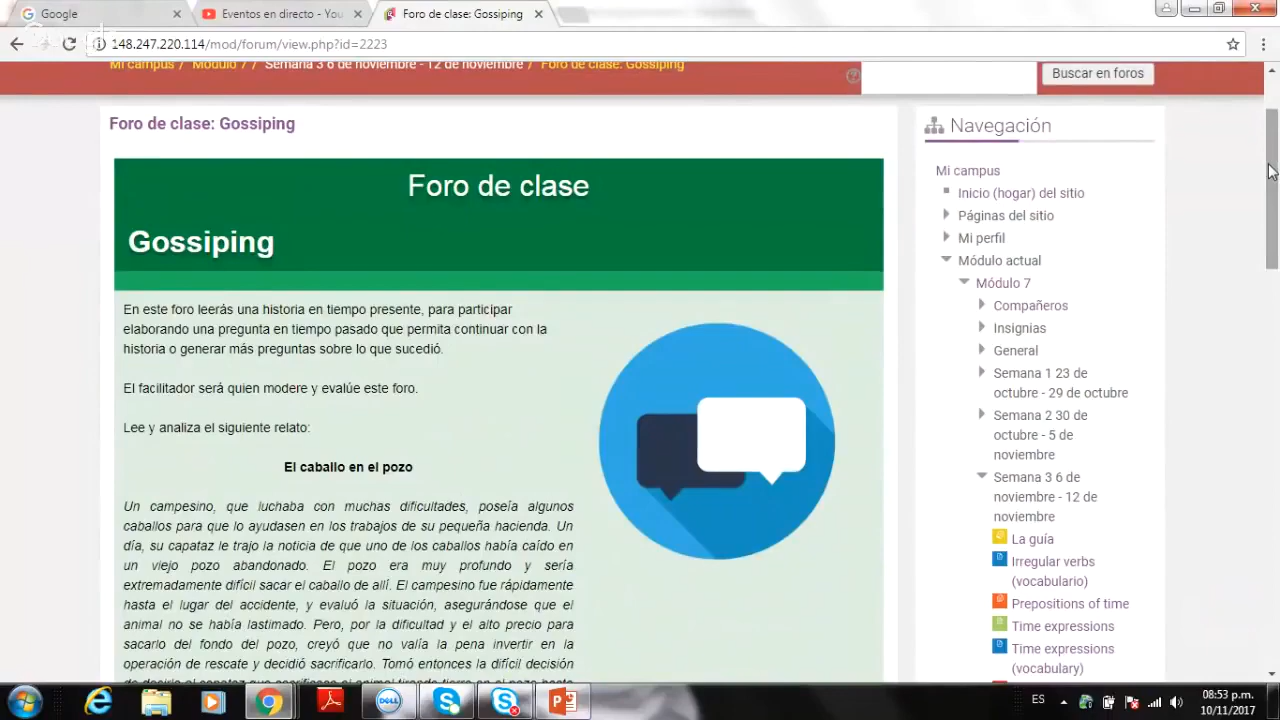 Google
Eventos en directo - You
Foro de clase: Gossiping
148.247.220.114/mod/forum/view.php?id=2223
Mi campus / Módulo 7 / Semana 3 6 de noviembre - 12 de noviembre / Foro de clase: Gossiping
Buscar en foros
Foro de clase: Gossiping
Foro de clase
Gossiping
En este foro leerás una historia en tiempo presente, para participar
elaborando una pregunta en tiempo pasado que permita continuar con la
historia o generar más preguntas sobre lo que sucedió.
El facilitador será quien modere y evalúe este foro.
Lee y analiza el siguiente relato:
El caballo en el pozo
Un campesino, que luchaba con muchas dificultades, poseía algunos
caballos para que lo ayudasen en los trabajos de su pequeña hacienda. Un
día, su capataz le trajo la noticia de que uno de los caballos había caído en
un viejo pozo abandonado. El pozo era muy profundo y sería
extremadamente difícil sacar el caballo de allí. El campesino fue rápidamente
hasta el lugar del accidente, y evaluó la situación, asegurándose que el
animal no se había lastimado. Pero, por la dificultad y el alto precio para
sacarlo del fondo del pozo, creyó que no valía la pena invertir en la
operación de rescate y decidió sacrificarlo. Tomó entonces la difícil decisión
Navegación
Mi campus
Inicio (hogar) del sitio
Páginas del sitio
Mi perfil
Módulo actual
Módulo 7
Compañeros
Insignias
General
Semana 1 23 de
octubre - 29 de octubre
Semana 2 30 de
octubre - 5 de
noviembre
Semana 3 6 de
noviembre - 12 de
noviembre
La guía
Irregular verbs
(vocabulario)
Prepositions of time
Time expressions
Time expressions
(vocabulary)
DELL
ES
08:53 p.m.
10/11/2017